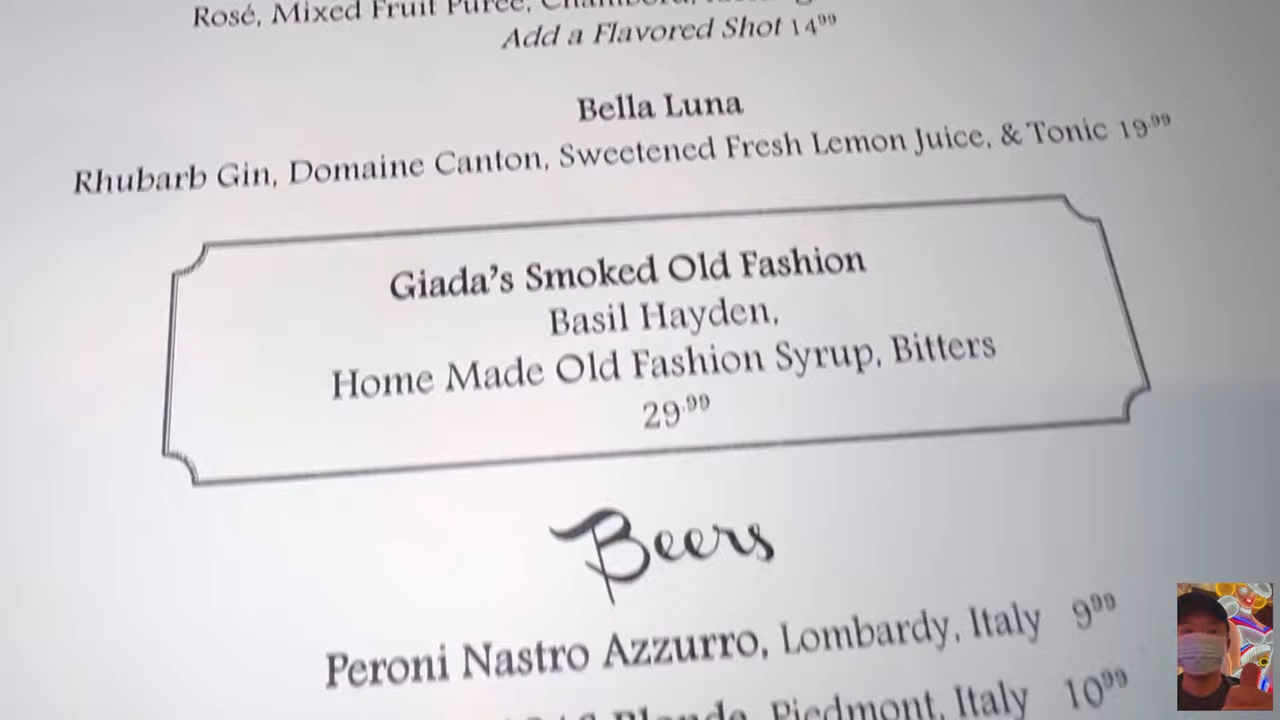 Rosé, Mixed Fruit Puree,
Add a Flavored Shot 14.99
Bella Luna
Rhubarb Gin, Domaine Canton, Sweetened Fresh Lemon Juice, & Tonic 19.99
Giada's Smoked Old Fashion
Basil Hayden,
Home Made Old Fashion Syrup, Bitters
29.99
Beers
Peroni Nastro Azzurro, Lombardy, Italy 9.99
Blonde, Piedmont, Italy 10.99